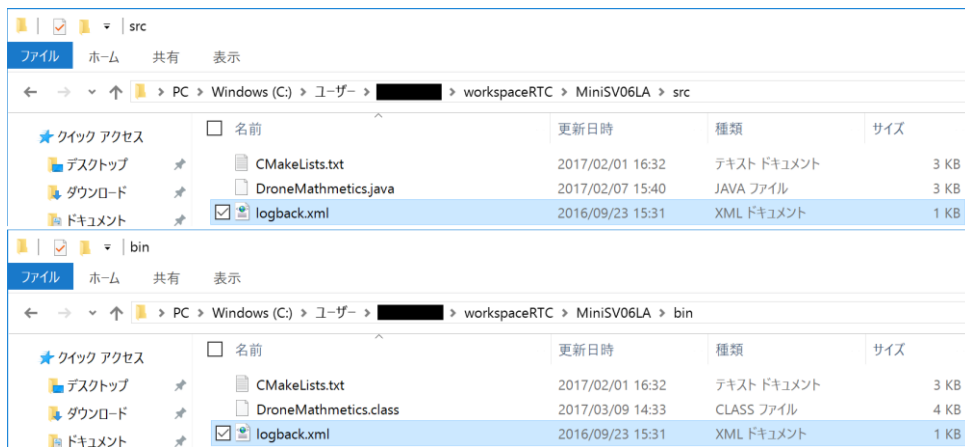 src
ファイル ホーム 共有 表示
PC > Windows (C:) > ユーザー > > workspaceRTC > MiniSV06LA > src
クイック アクセス 名前 更新日時 種類 サイズ
デスクトップ CMakeLists.txt 2017/02/01 16:32 テキスト ドキュメント 3 KB
ダウンロード DroneMathmetics.java 2017/02/07 15:40 JAVA ファイル 3 KB
ドキュメント logback.xml 2016/09/23 15:31 XML ドキュメント 1 KB
bin
ファイル ホーム 共有 表示
PC > Windows (C:) > ユーザー > > workspaceRTC > MiniSV06LA > bin
クイック アクセス 名前 更新日時 種類 サイズ
デスクトップ CMakeLists.txt 2017/02/01 16:32 テキスト ドキュメント 3 KB
ダウンロード DroneMathmetics.class 2017/03/09 14:33 CLASS ファイル 4 KB
ドキュメント logback.xml 2016/09/23 15:31 XML ドキュメント 1 KB